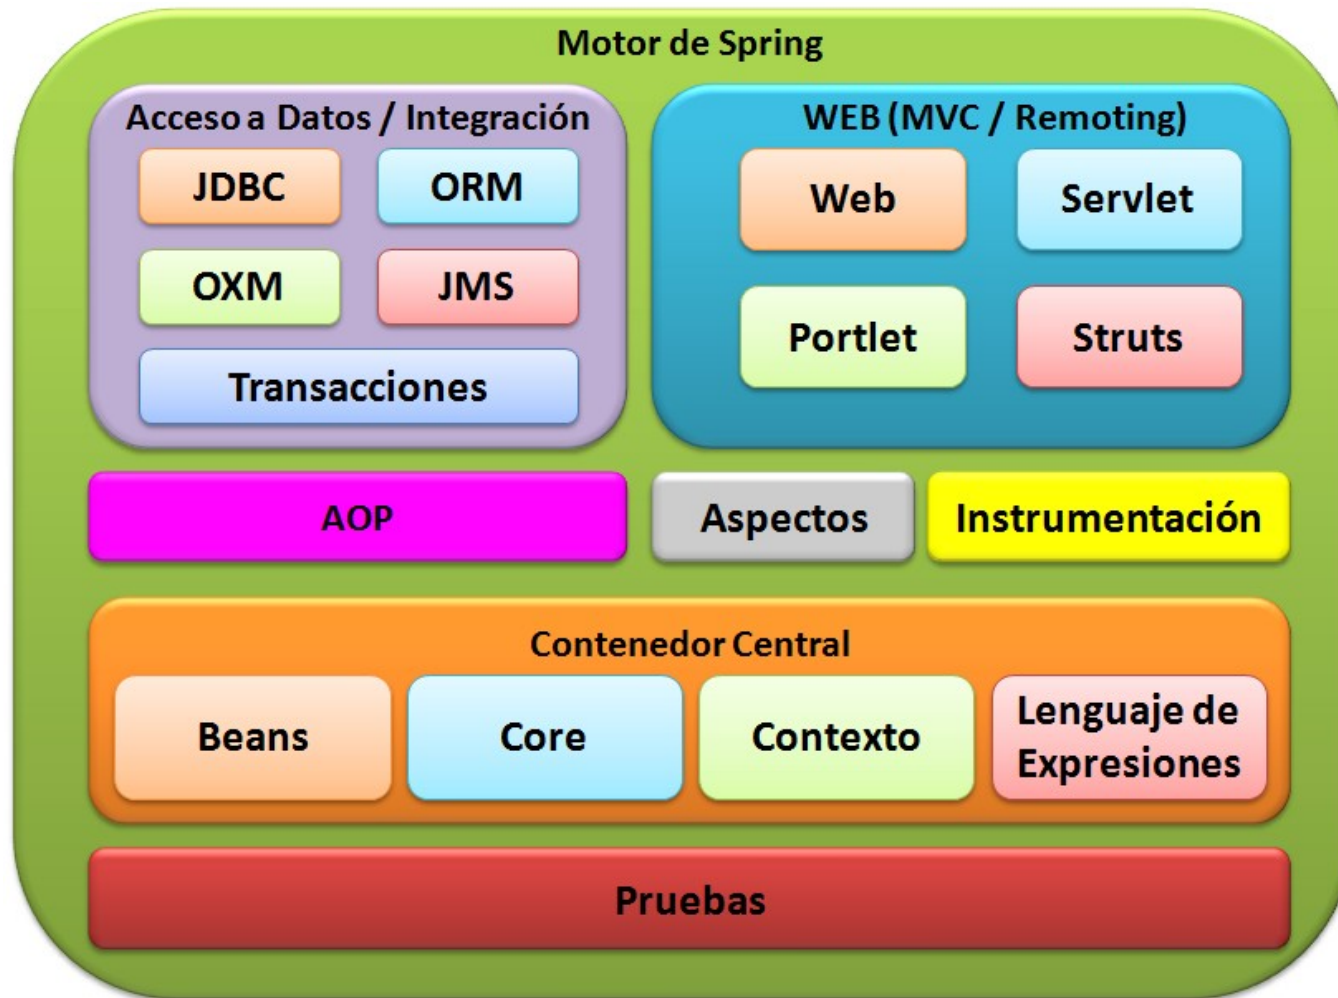 Motor de Spring
Acceso a Datos / Integración
JDBC
ORM
OXM
JMS
Transacciones
WEB (MVC / Remoting)
Web
Servlet
Portlet
Struts
AOP
Aspectos
Instrumentación
Contenedor Central
Beans
Core
Contexto
Lenguaje de
Expresiones
Pruebas